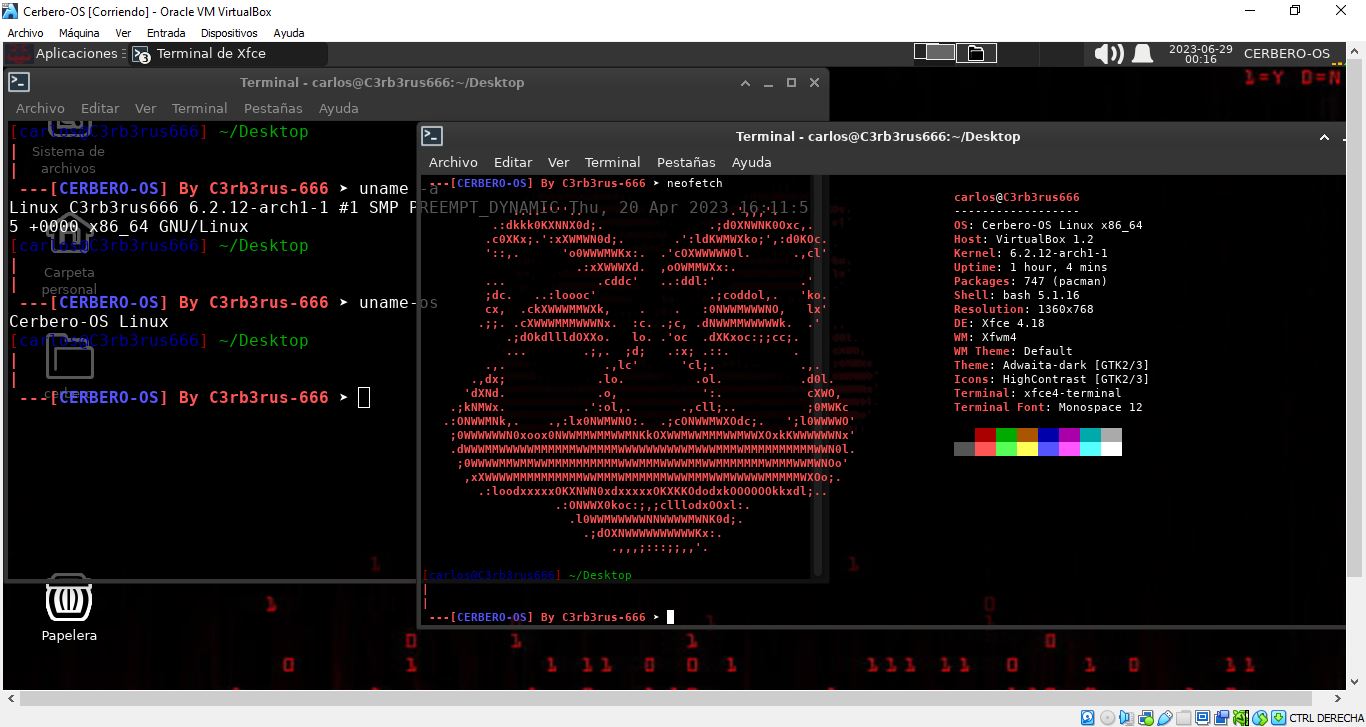 Cerbero-OS [Corriendo] - Oracle VM VirtualBox
Archivo Máquina Ver Entrada Dispositivos Ayuda
Aplicaciones Terminal de Xfce 2023-06-29 00:16 CERBERO-OS
1=Y 0=N
Terminal - carlos@C3rb3rus666:~/Desktop
Archivo Editar Ver Terminal Pestañas Ayuda
[carlos@C3rb3rus666] ~/Desktop
|
|
---[CERBERO-OS] By C3rb3rus-666 ➤ uname -a
Linux C3rb3rus666 6.2.12-arch1-1 #1 SMP PREEMPT_DYNAMIC Thu, 20 Apr 2023 16:11:5
5 +0000 x86_64 GNU/Linux
[carlos@C3rb3rus666] ~/Desktop
|
|
---[CERBERO-OS] By C3rb3rus-666 ➤ uname-os
Cerbero-OS Linux
[carlos@C3rb3rus666] ~/Desktop
|
|
---[CERBERO-OS] By C3rb3rus-666 ➤
Sistema de
archivos
Carpeta
personal
Papelera
Terminal - carlos@C3rb3rus666:~/Desktop
Archivo Editar Ver Terminal Pestañas Ayuda
---[CERBERO-OS] By C3rb3rus-666 ➤ neofetch
carlos@C3rb3rus666
------------------
OS: Cerbero-OS Linux x86_64
Host: VirtualBox 1.2
Kernel: 6.2.12-arch1-1
Uptime: 1 hour, 4 mins
Packages: 747 (pacman)
Shell: bash 5.1.16
Resolution: 1360x768
DE: Xfce 4.18
WM: Xfwm4
WM Theme: Default
Theme: Adwaita-dark [GTK2/3]
Icons: HighContrast [GTK2/3]
Terminal: xfce4-terminal
Terminal Font: Monospace 12
[carlos@C3rb3rus666] ~/Desktop
|
|
---[CERBERO-OS] By C3rb3rus-666 ➤
CTRL DERECHA